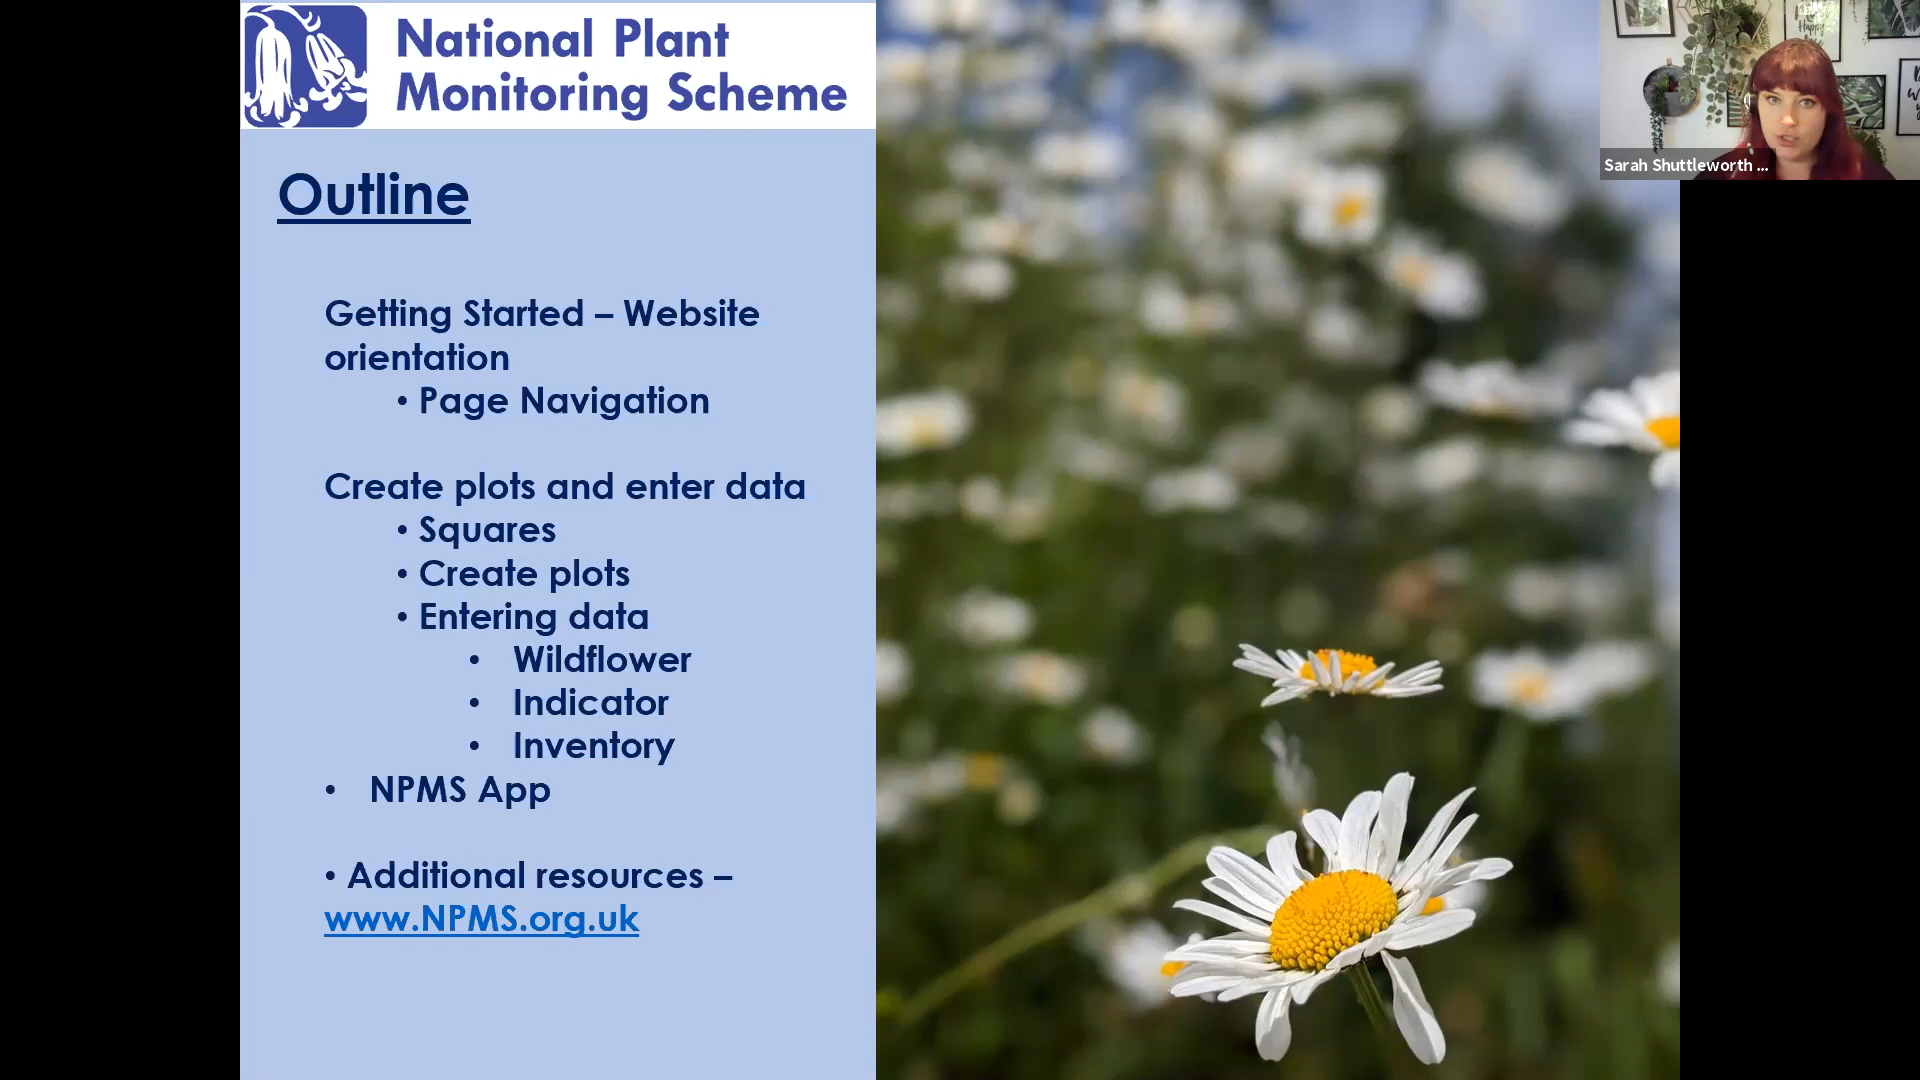 National Plant
Monitoring Scheme
Sarah Shuttleworth ...
Outline
Getting Started – Website
orientation
• Page Navigation
Create plots and enter data
• Squares
• Create plots
• Entering data
• Wildflower
• Indicator
• Inventory
• NPMS App
• Additional resources –
www.NPMS.org.uk